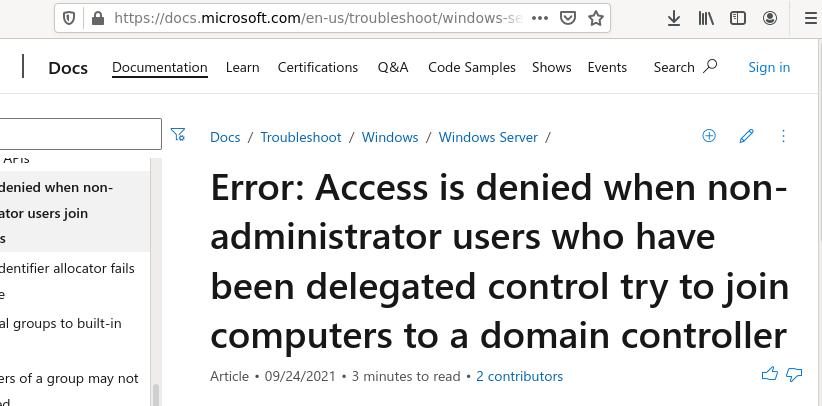 https://docs.microsoft.com/en-us/troubleshoot/windows-se
Docs Documentation Learn Certifications Q&A Code Samples Shows Events Search Sign in
Docs / Troubleshoot / Windows / Windows Server /
APIs
denied when non-
ator users join
s
dentifier allocator fails
e
al groups to built-in
ers of a group may not
ed
Error: Access is denied when non-
administrator users who have
been delegated control try to join
computers to a domain controller
Article • 09/24/2021 • 3 minutes to read • 2 contributors